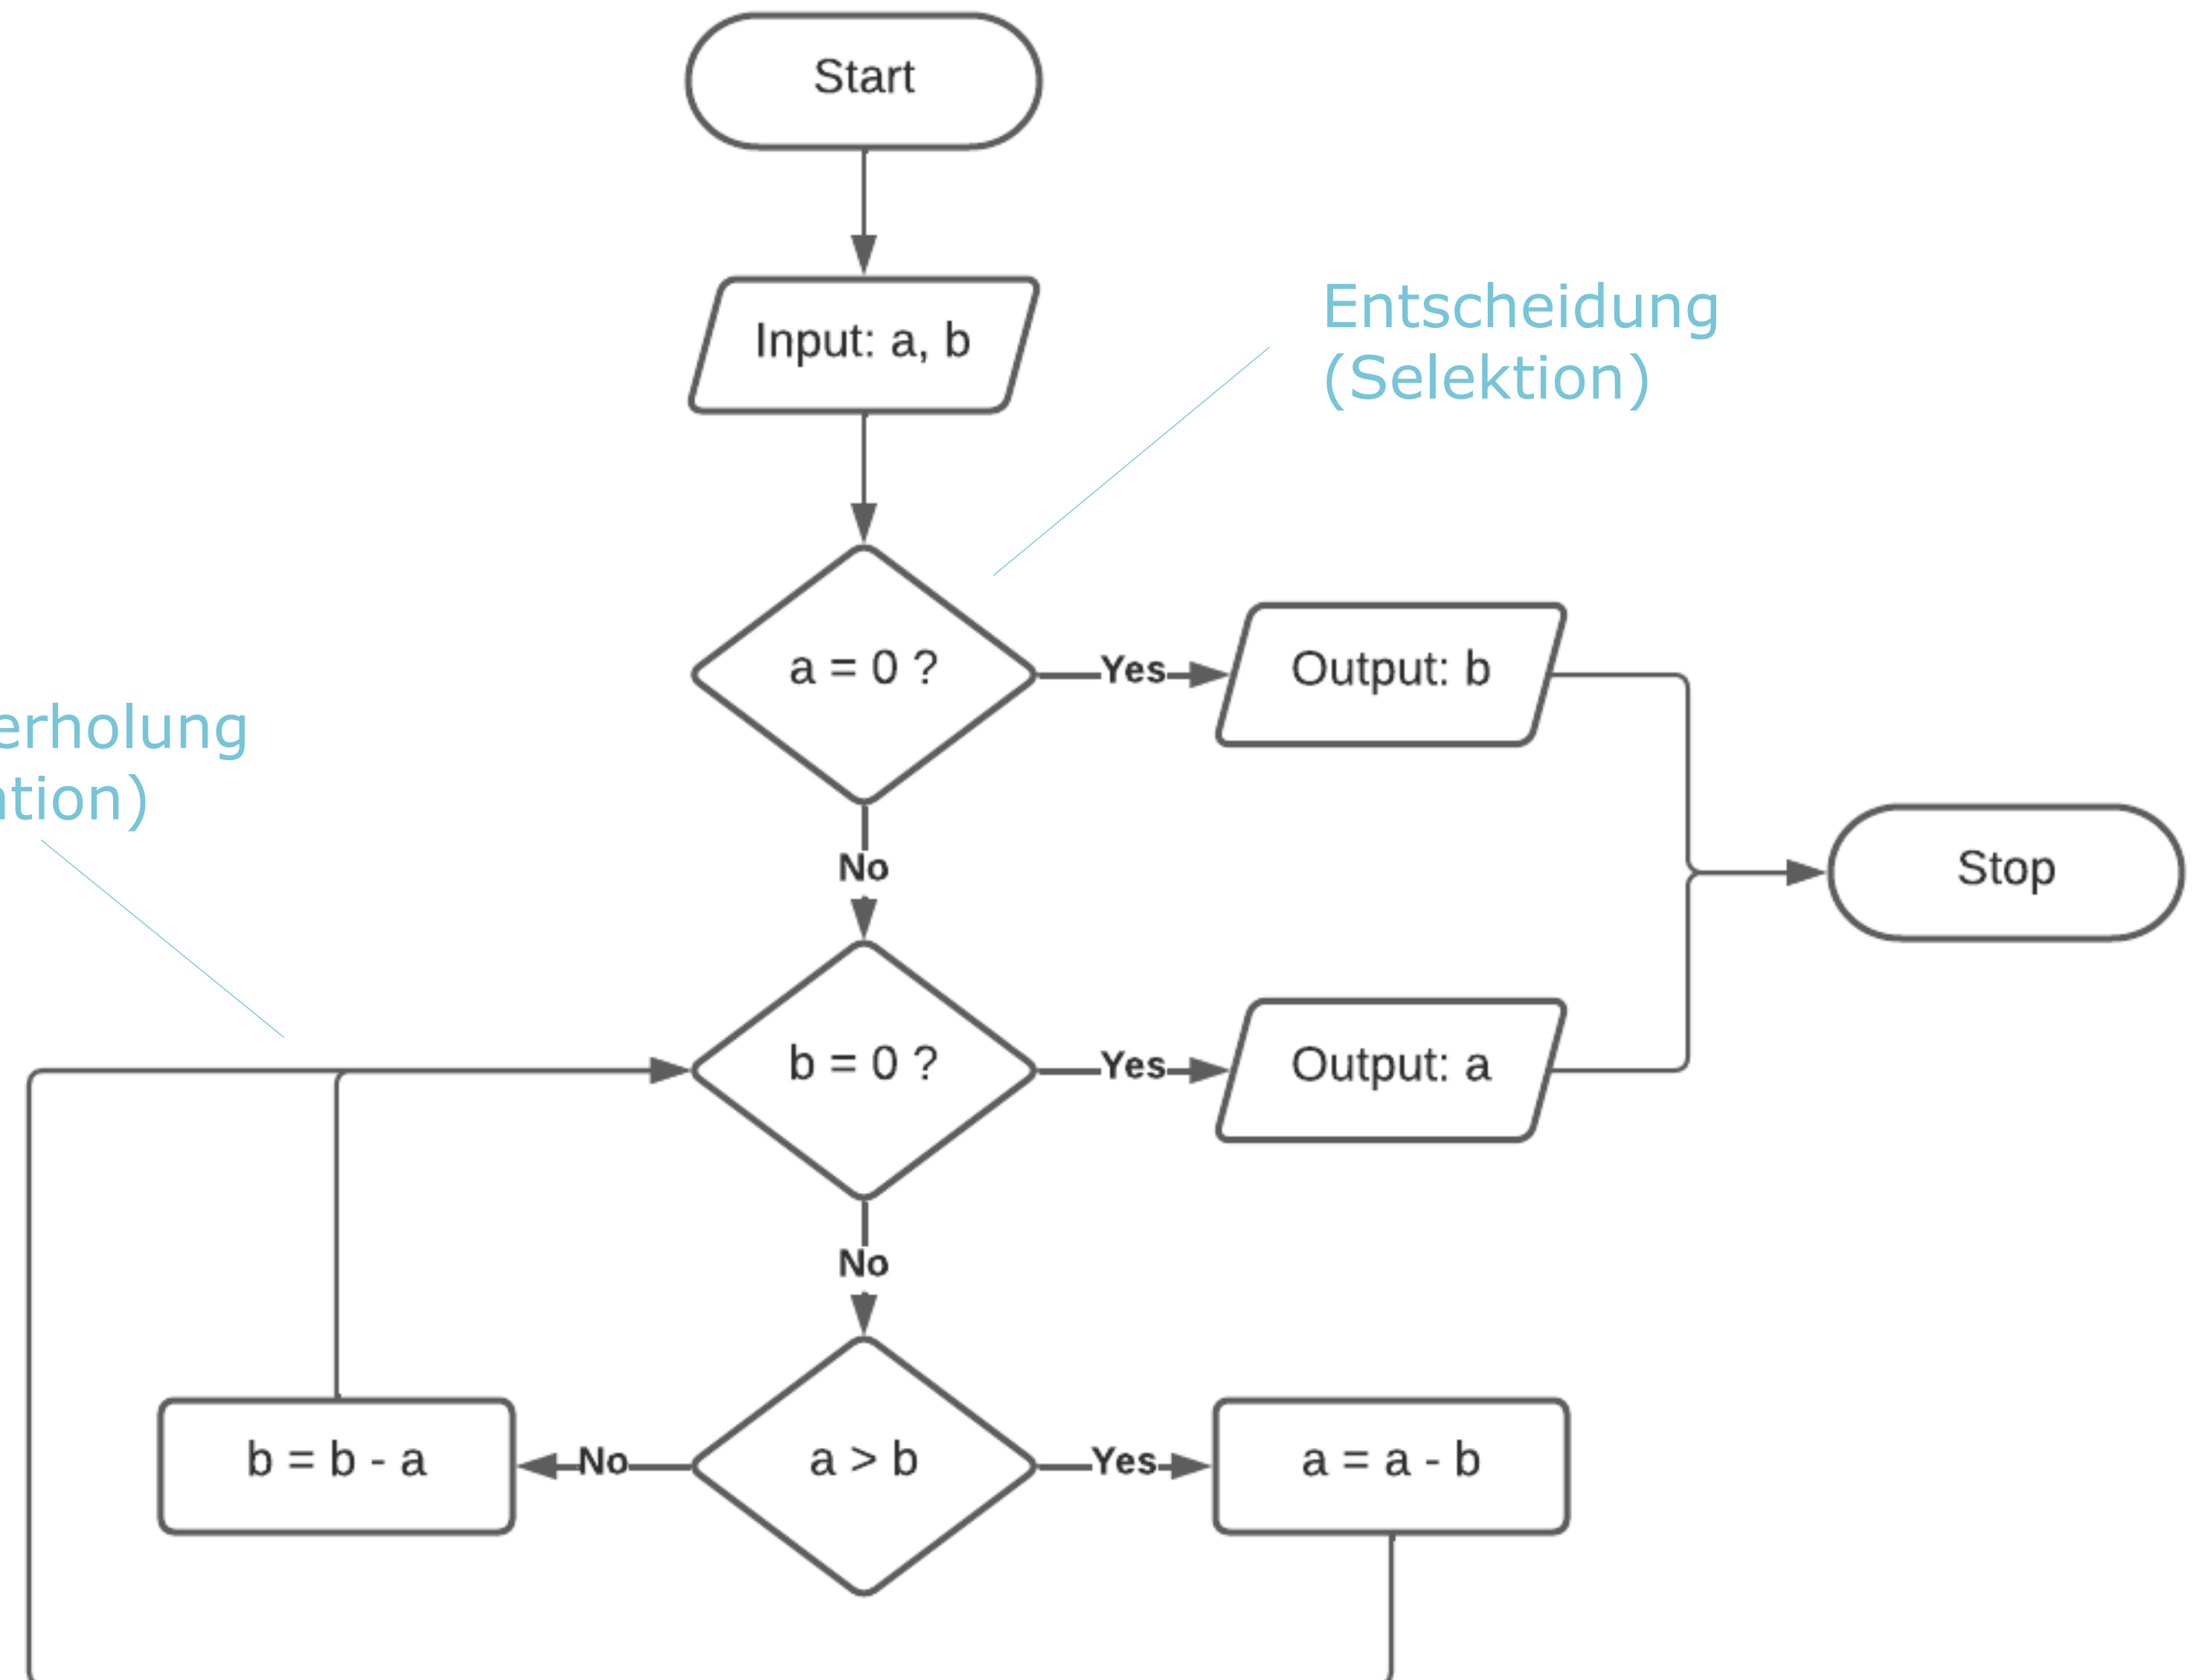 Start
Input: a, b
Entscheidung
(Selektion)
a = 0 ?
Yes
Output: b
erholung
tion)
No
Stop
b = 0 ?
Yes
Output: a
No
b = b - a
No
a > b
Yes
a = a - b